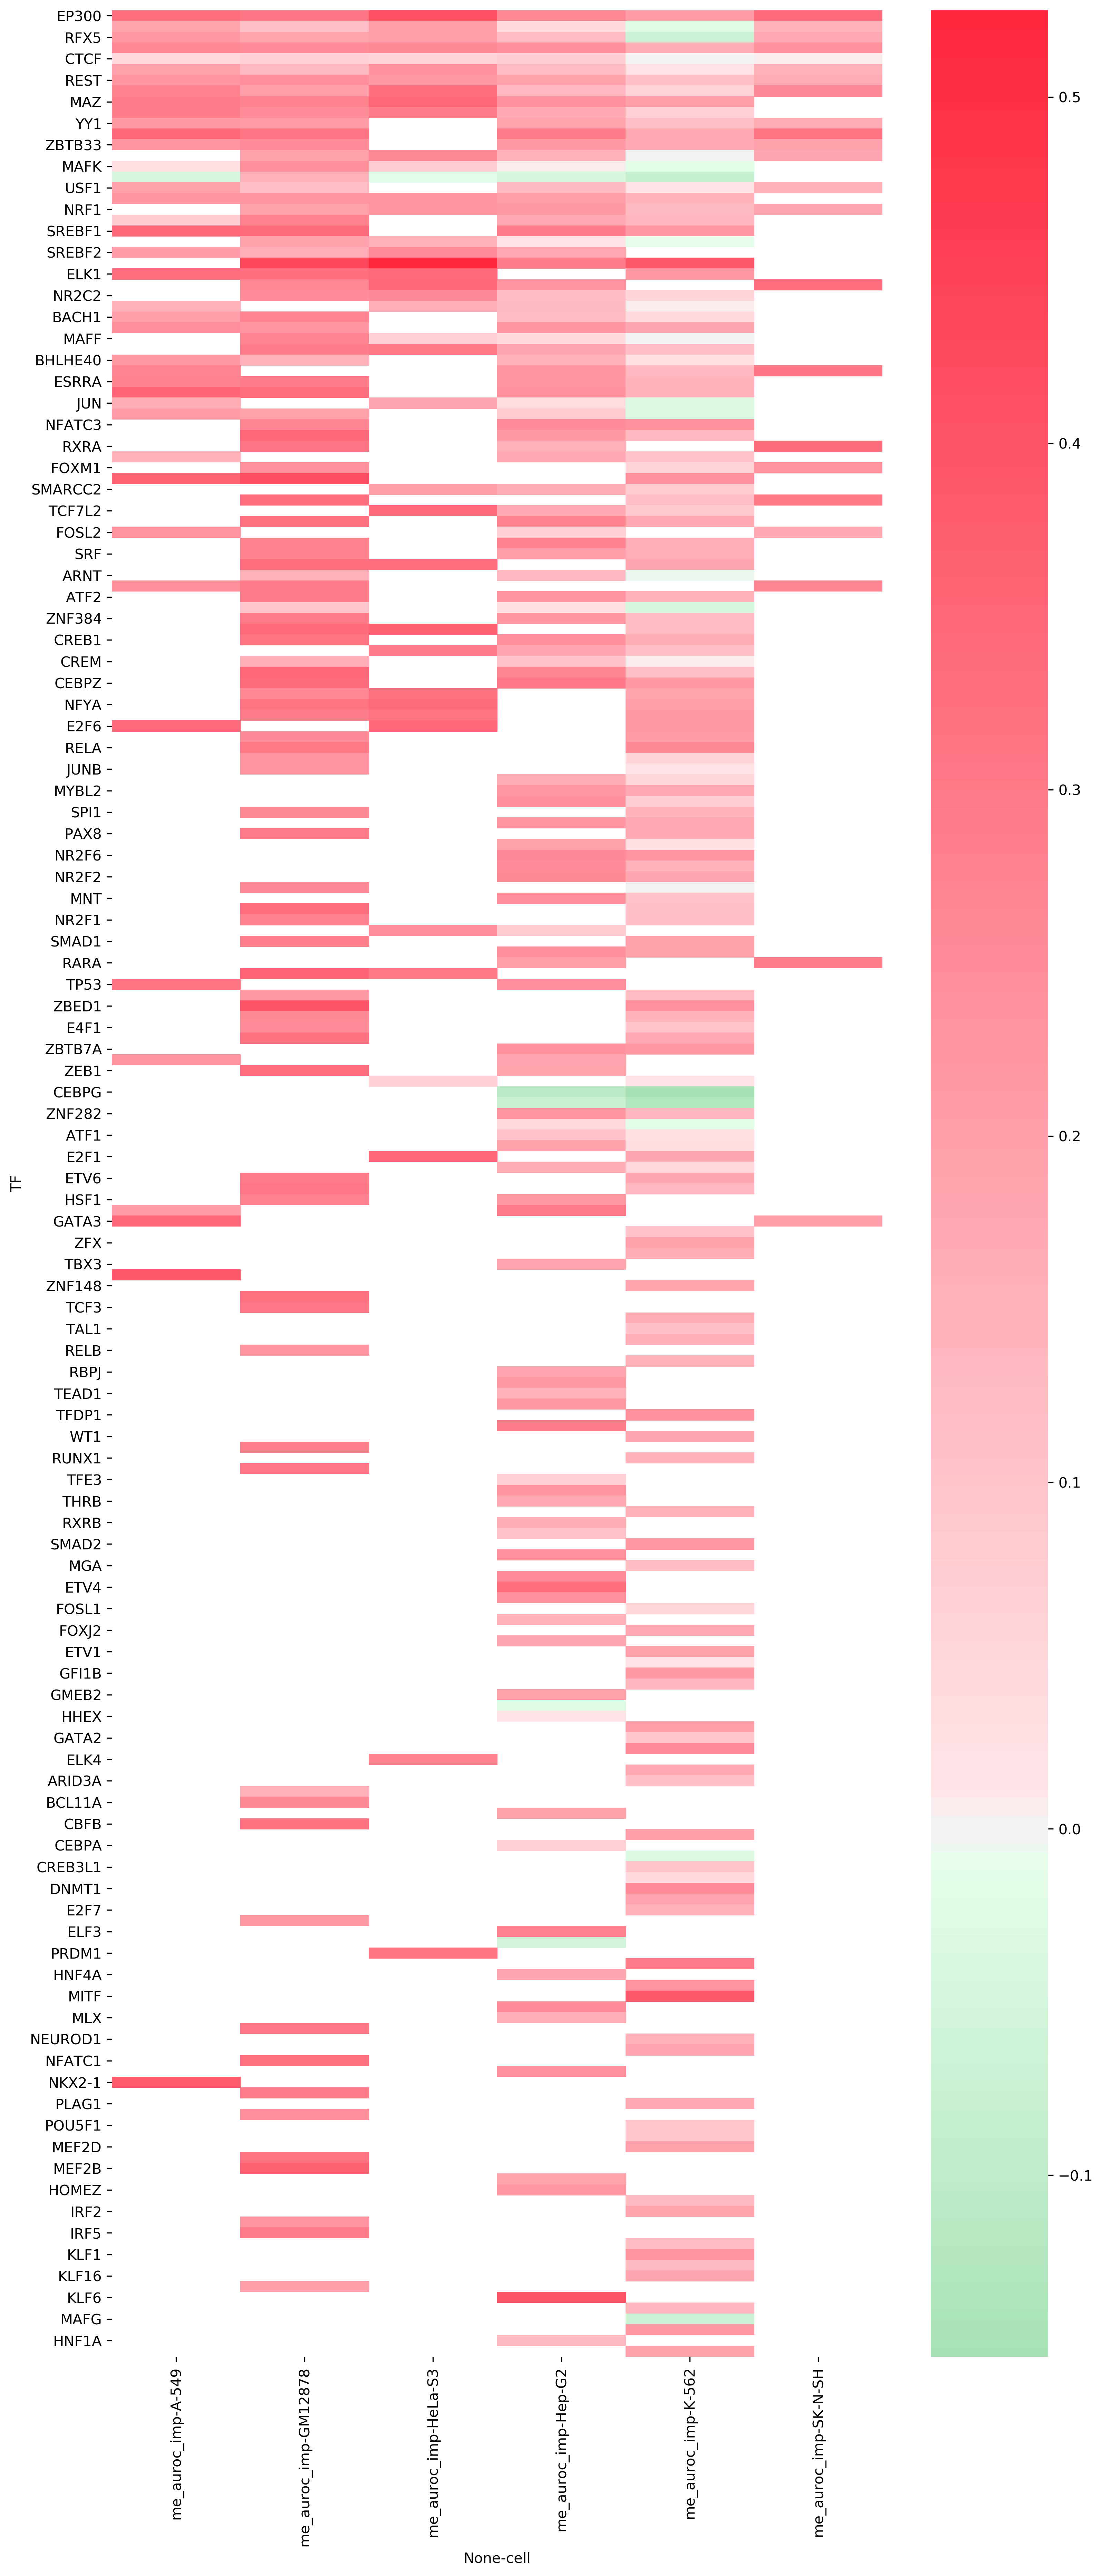 EP300
RFX5
CTCF
REST
MAZ
YY1
ZBTB33
MAFK
USF1
NRF1
SREBF1
SREBF2
ELK1
NR2C2
BACH1
MAFF
BHLHE40
ESRRA
JUN
NFATC3
RXRA
FOXM1
SMARCC2
TCF7L2
FOSL2
SRF
ARNT
ATF2
ZNF384
CREB1
CREM
CEBPZ
NFYA
E2F6
RELA
JUNB
MYBL2
SPI1
PAX8
NR2F6
NR2F2
MNT
NR2F1
SMAD1
RARA
TP53
ZBED1
E4F1
ZBTB7A
ZEB1
CEBPG
ZNF282
ATF1
E2F1
ETV6
HSF1
GATA3
ZFX
TBX3
ZNF148
TCF3
TAL1
RELB
RBPJ
TEAD1
TFDP1
WT1
RUNX1
TFE3
THRB
RXRB
SMAD2
MGA
ETV4
FOSL1
FOXJ2
ETV1
GFI1B
GMEB2
HHEX
GATA2
ELK4
ARID3A
BCL11A
CBFB
CEBPA
CREB3L1
DNMT1
E2F7
ELF3
PRDM1
HNF4A
MITF
MLX
NEUROD1
NFATC1
NKX2-1
PLAG1
POU5F1
MEF2D
MEF2B
HOMEZ
IRF2
IRF5
KLF1
KLF16
KLF6
MAFG
HNF1A
TF
me_auroc_imp-A-549
me_auroc_imp-GM12878
me_auroc_imp-HeLa-S3
me_auroc_imp-Hep-G2
me_auroc_imp-K-562
me_auroc_imp-SK-N-SH
None-cell
0.5
0.4
0.3
0.2
0.1
0.0
−0.1